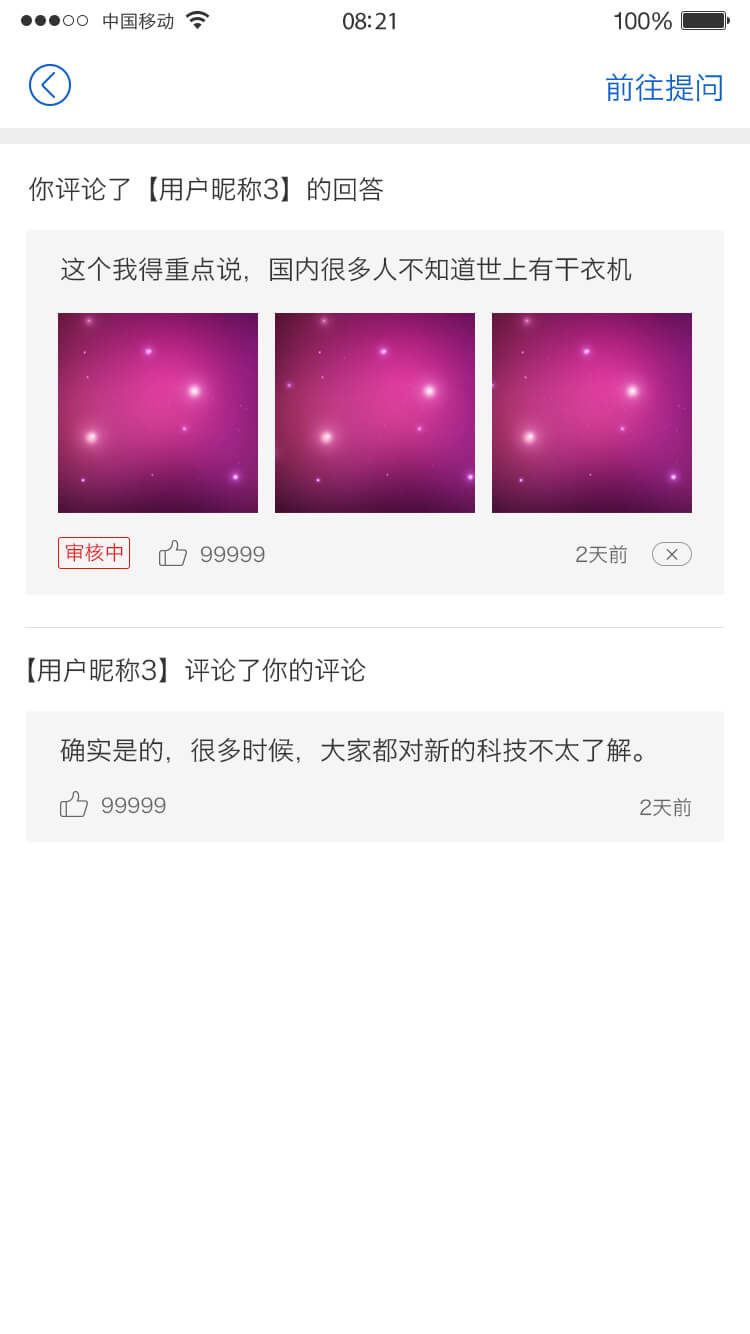 中国移动 08:21 100%
前往提问
你评论了【用户昵称3】的回答
这个我得重点说，国内很多人不知道世上有干衣机
审核中 99999 2天前
【用户昵称3】评论了你的评论
确实是的，很多时候，大家都对新的科技不太了解。
99999 2天前